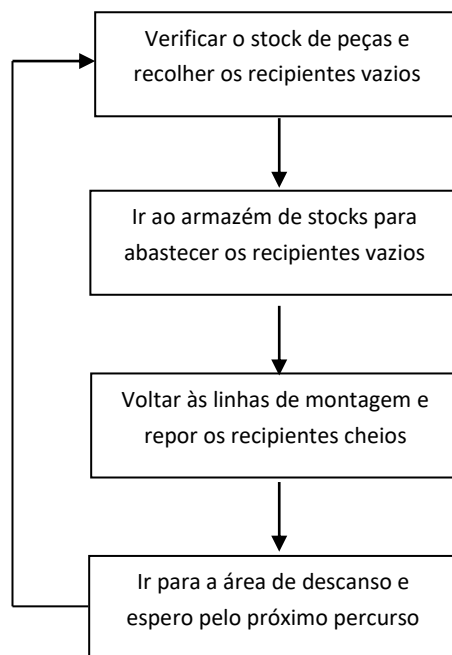 Verificar o stock de peças e
recolher os recipientes vazios
Ir ao armazém de stocks para
abastecer os recipientes vazios
Voltar às linhas de montagem e
repor os recipientes cheios
Ir para a área de descanso e
espero pelo próximo percurso